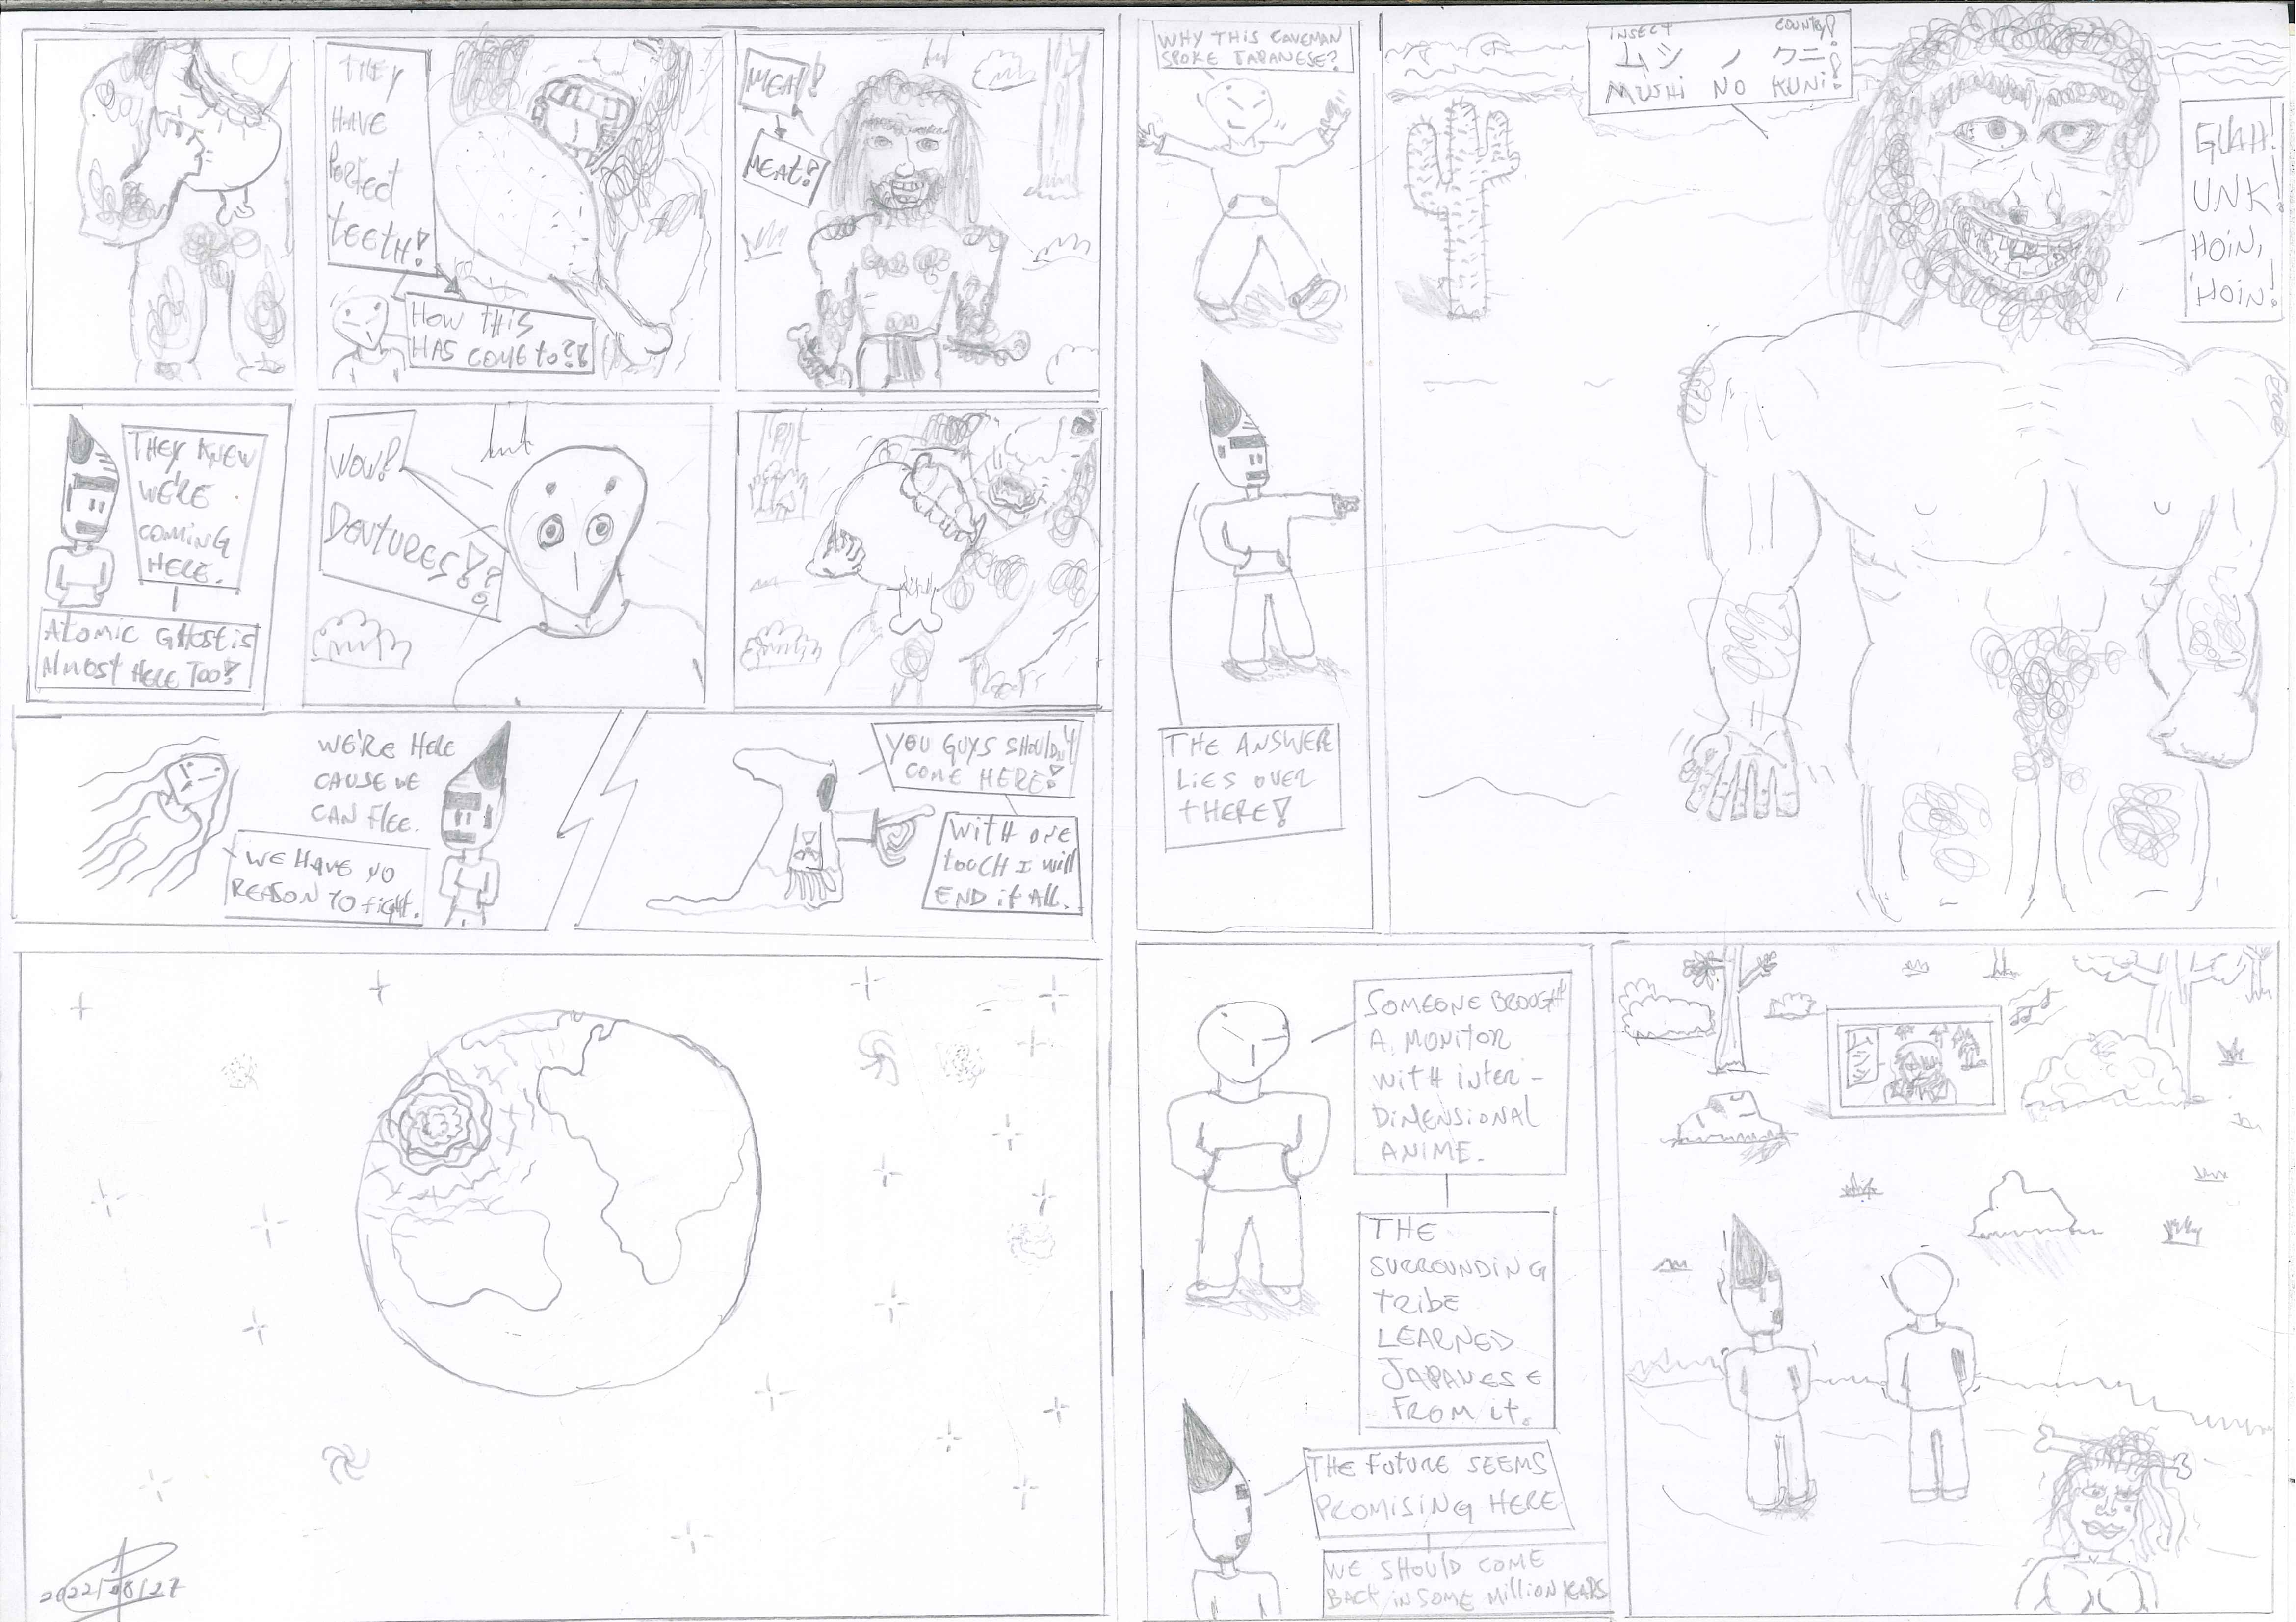 INSECT COUNTRY!
ムシ ノ クニ!
MUSHI NO KUNI!
GUAH!
UNK!
HOIN,
HOIN!
WHY THIS CAVEMAN
SPOKE JAPANESE?
THE ANSWER
LIES OVER
THERE!
SOMEONE BROUGHT
A MONITOR
WITH INTER-
DIMENSIONAL
ANIME.
THE
SURROUNDING
TRIBE
LEARNED
JAPANESE
FROM IT.
THE FUTURE SEEMS
PROMISING HERE
WE SHOULD COME
BACK IN SOME MILLION YEARS
MEAT!
MEAT?
THEY
HAVE
PERFECT
TEETH!
HOW THIS
HAS COME TO?!
WOW!
DENTURES!?
THEY KNEW
WE'RE
COMING
HERE.
ATOMIC GHOST IS
ALMOST HERE TOO!
YOU GUYS SHOULDN'T
COME HERE!
WITH ONE
TOUCH I WILL
END IT ALL.
WE'RE HERE
CAUSE WE
CAN FLEE.
WE HAVE NO
REASON TO FIGHT.
2022/08/27